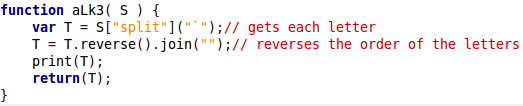 function aLk3( S ) {
    var T = S["split"]("`");// gets each letter
    T = T.reverse().join("");// reverses the order of the letters
    print(T);
    return(T);
}